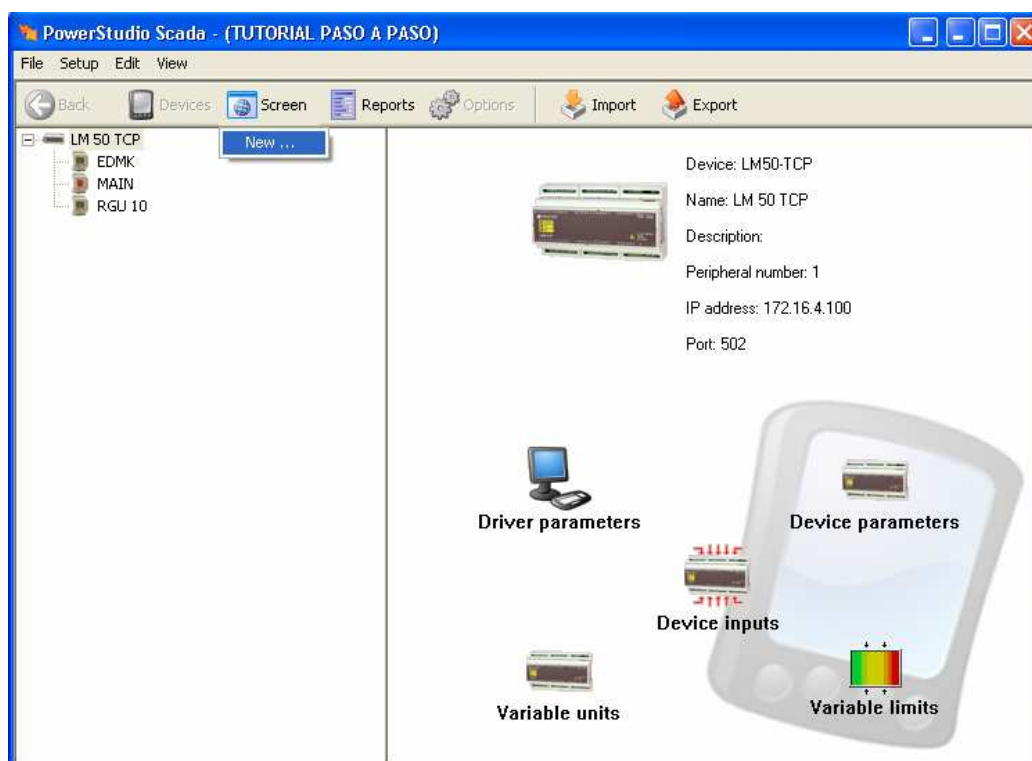 PowerStudio Scada - (TUTORIAL PASO A PASO)
File Setup Edit View
Back Devices Screen Reports Options Import Export
New ...
LM 50 TCP
EDMK
MAIN
RGU 10
Device: LM50-TCP
Name: LM 50 TCP
Description:
Peripheral number: 1
IP address: 172.16.4.100
Port: 502
Driver parameters
Device parameters
Device inputs
Variable units
Variable limits